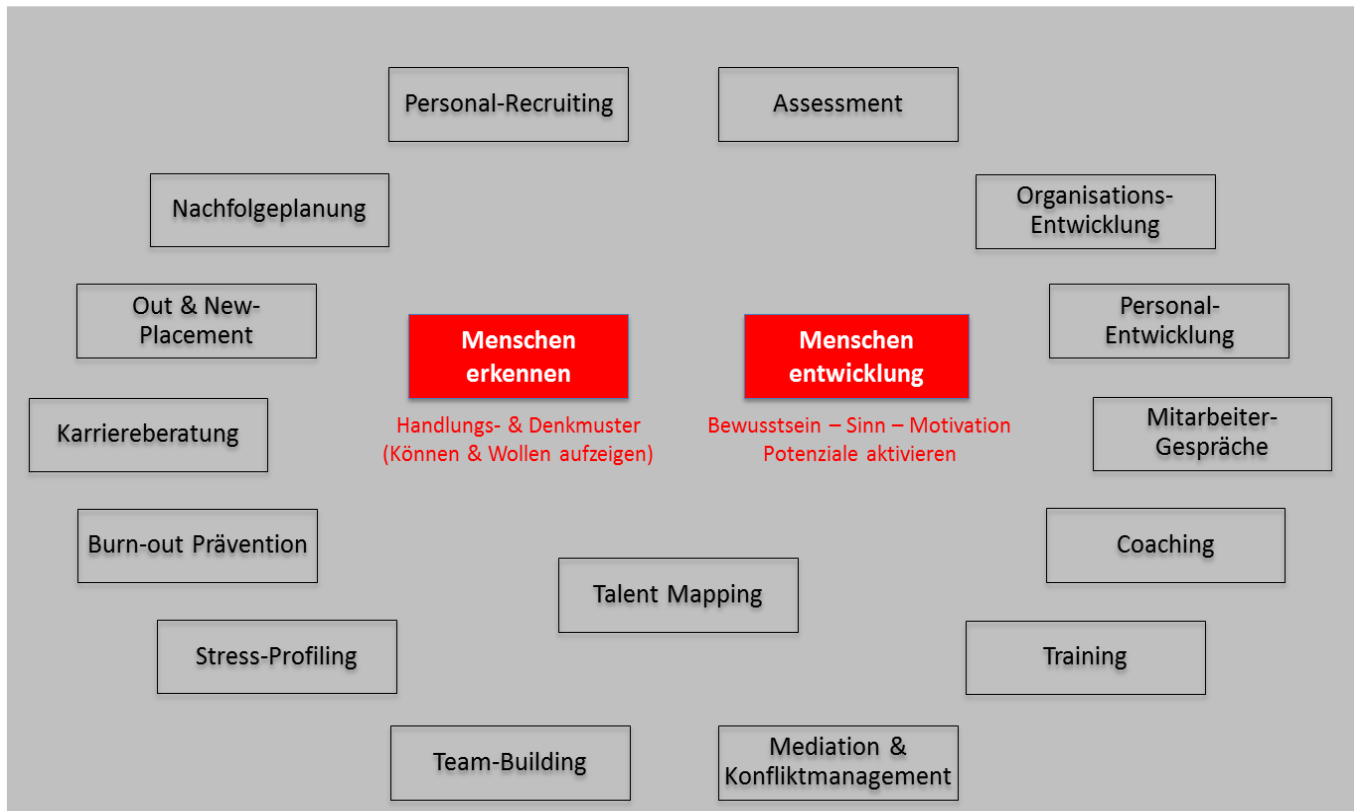 Personal-Recruiting
Assessment
Nachfolgeplanung
Organisations-
Entwicklung
Out & New-
Placement
Personal-
Entwicklung
Menschen
erkennen
Menschen
entwicklung
Handlungs- & Denkmuster
(Können & Wollen aufzeigen)
Bewusstsein – Sinn – Motivation
Potenziale aktivieren
Karriereberatung
Mitarbeiter-
Gespräche
Burn-out Prävention
Coaching
Talent Mapping
Stress-Profiling
Training
Team-Building
Mediation &
Konfliktmanagement